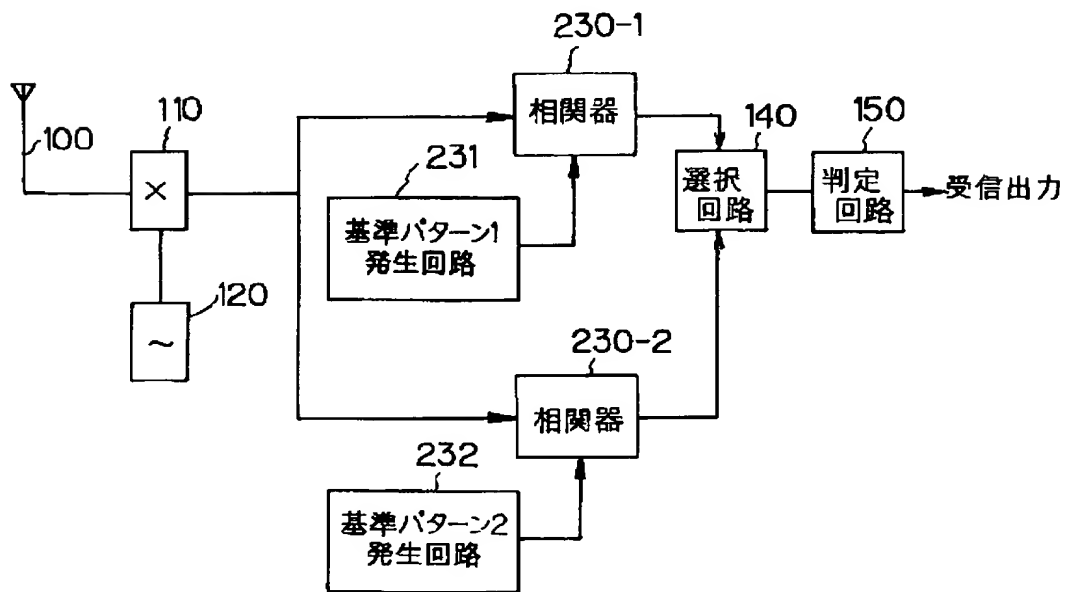 230-1
相関器
110
100
×
140
150
選択
回路
判定
回路
受信出力
231
基準パターン1
発生回路
120
~
230-2
相関器
232
基準パターン2
発生回路